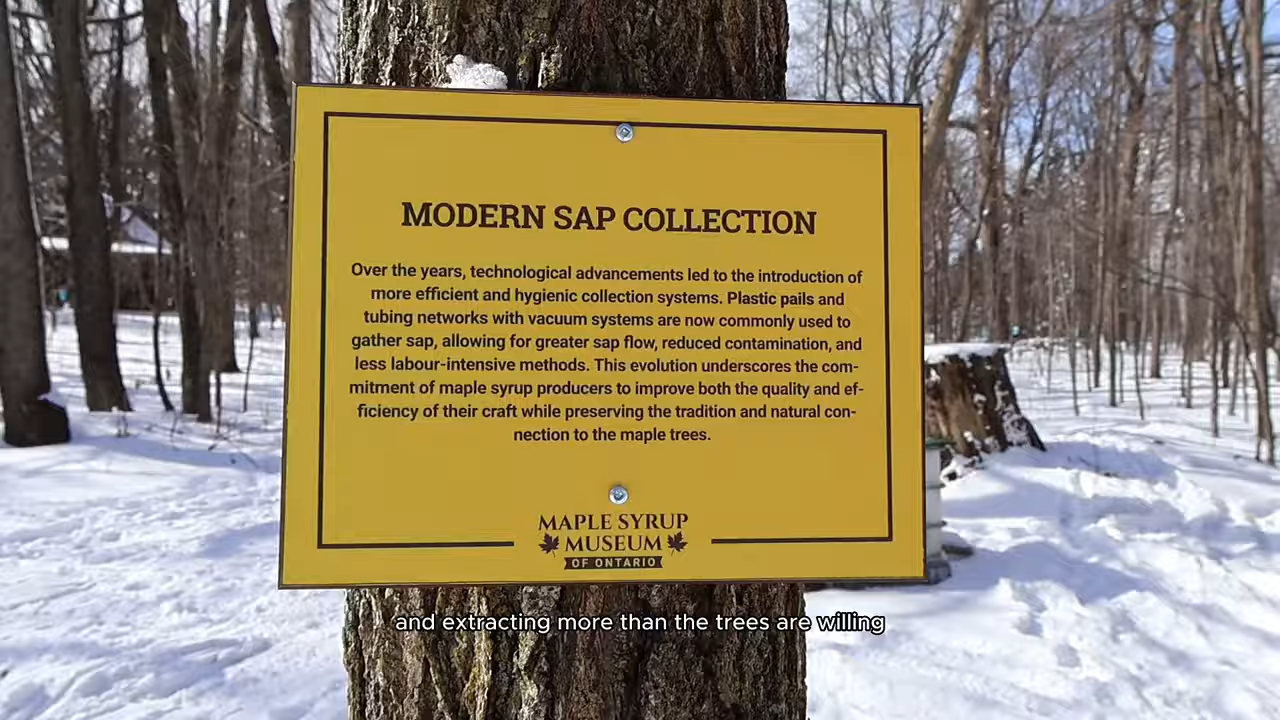 MODERN SAP COLLECTION
Over the years, technological advancements led to the introduction of
more efficient and hygienic collection systems. Plastic pails and
tubing networks with vacuum systems are now commonly used to
gather sap, allowing for greater sap flow, reduced contamination, and
less labour-intensive methods. This evolution underscores the com-
mitment of maple syrup producers to improve both the quality and ef-
ficiency of their craft while preserving the tradition and natural con-
nection to the maple trees.
MAPLE SYRUP
MUSEUM
OF ONTARIO
and extracting more than the trees are willing